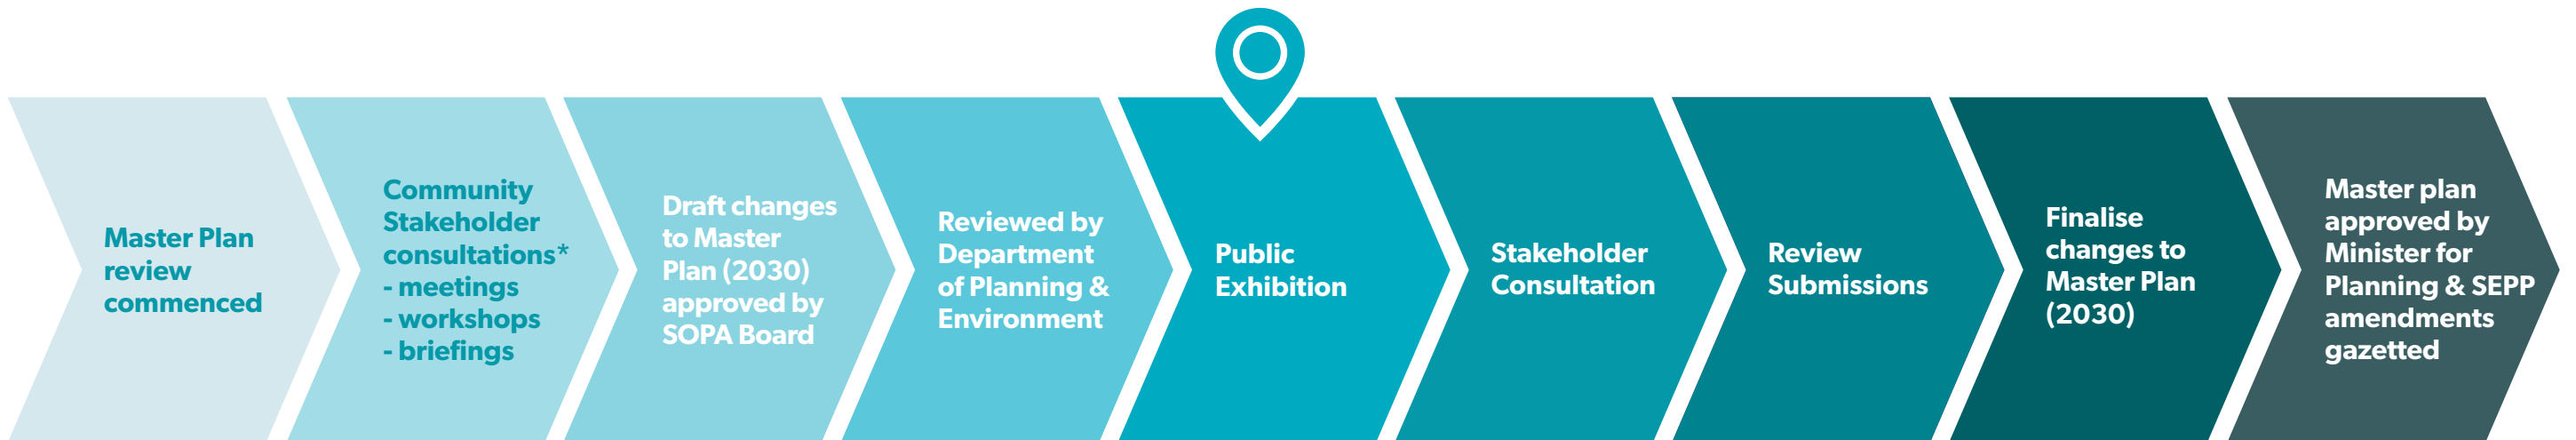 Master Plan
review
commenced
Community
Stakeholder
consultations*
- meetings
- workshops
- briefings
Draft changes
to Master
Plan (2030)
approved by
SOPA Board
Reviewed by
Department
of Planning &
Environment
Public
Exhibition
Stakeholder
Consultation
Review
Submissions
Finalise
changes to
Master Plan
(2030)
Master plan
approved by
Minister for
Planning & SEPP
amendments
gazetted